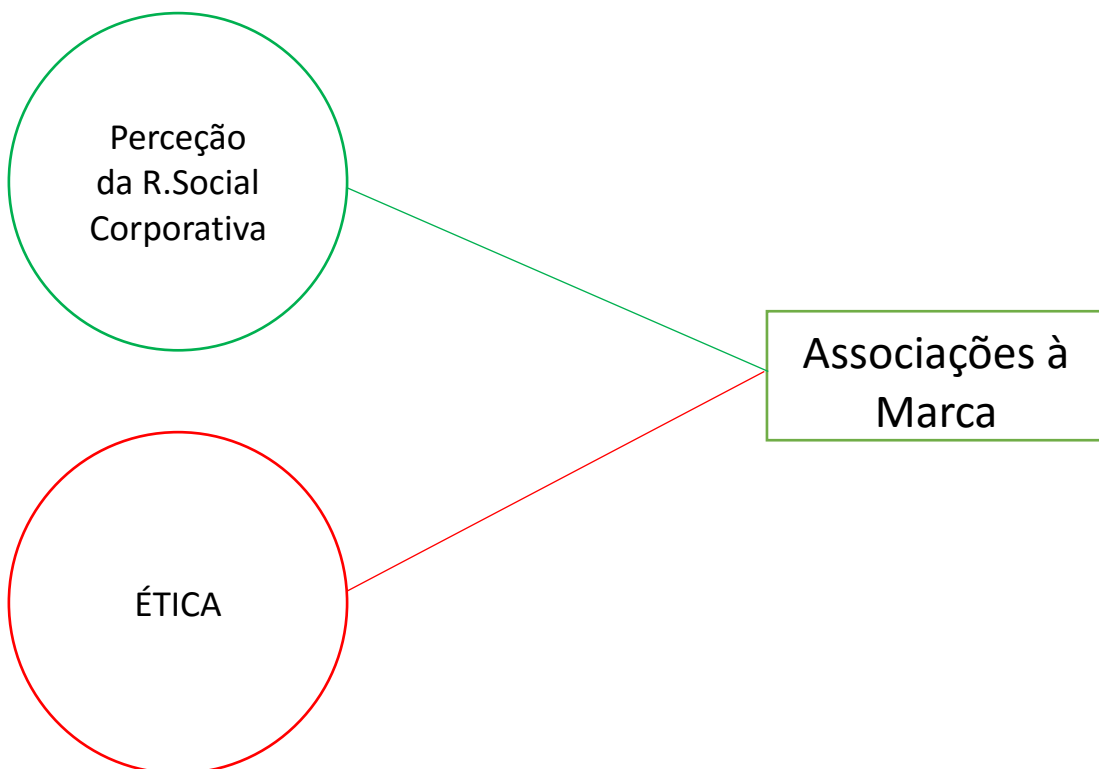 Perceção
da R.Social
Corporativa
Associações à
Marca
ÉTICA